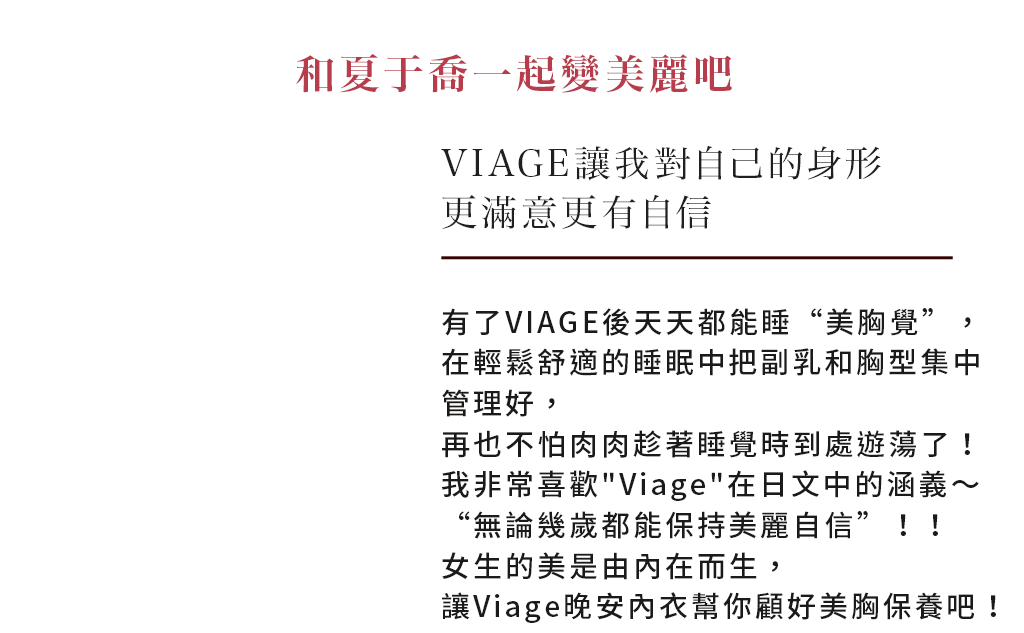 和夏于喬一起變美麗吧
VIAGE讓我對自己的身形
更滿意更有自信
有了VIAGE後天天都能睡“美胸覺”，
在輕鬆舒適的睡眠中把副乳和胸型集中
管理好，
再也不怕肉肉趁著睡覺時到處遊蕩了！
我非常喜歡"Viage"在日文中的涵義～
“無論幾歲都能保持美麗自信”！！
女生的美是由內在而生，
讓Viage晚安內衣幫你顧好美胸保養吧！